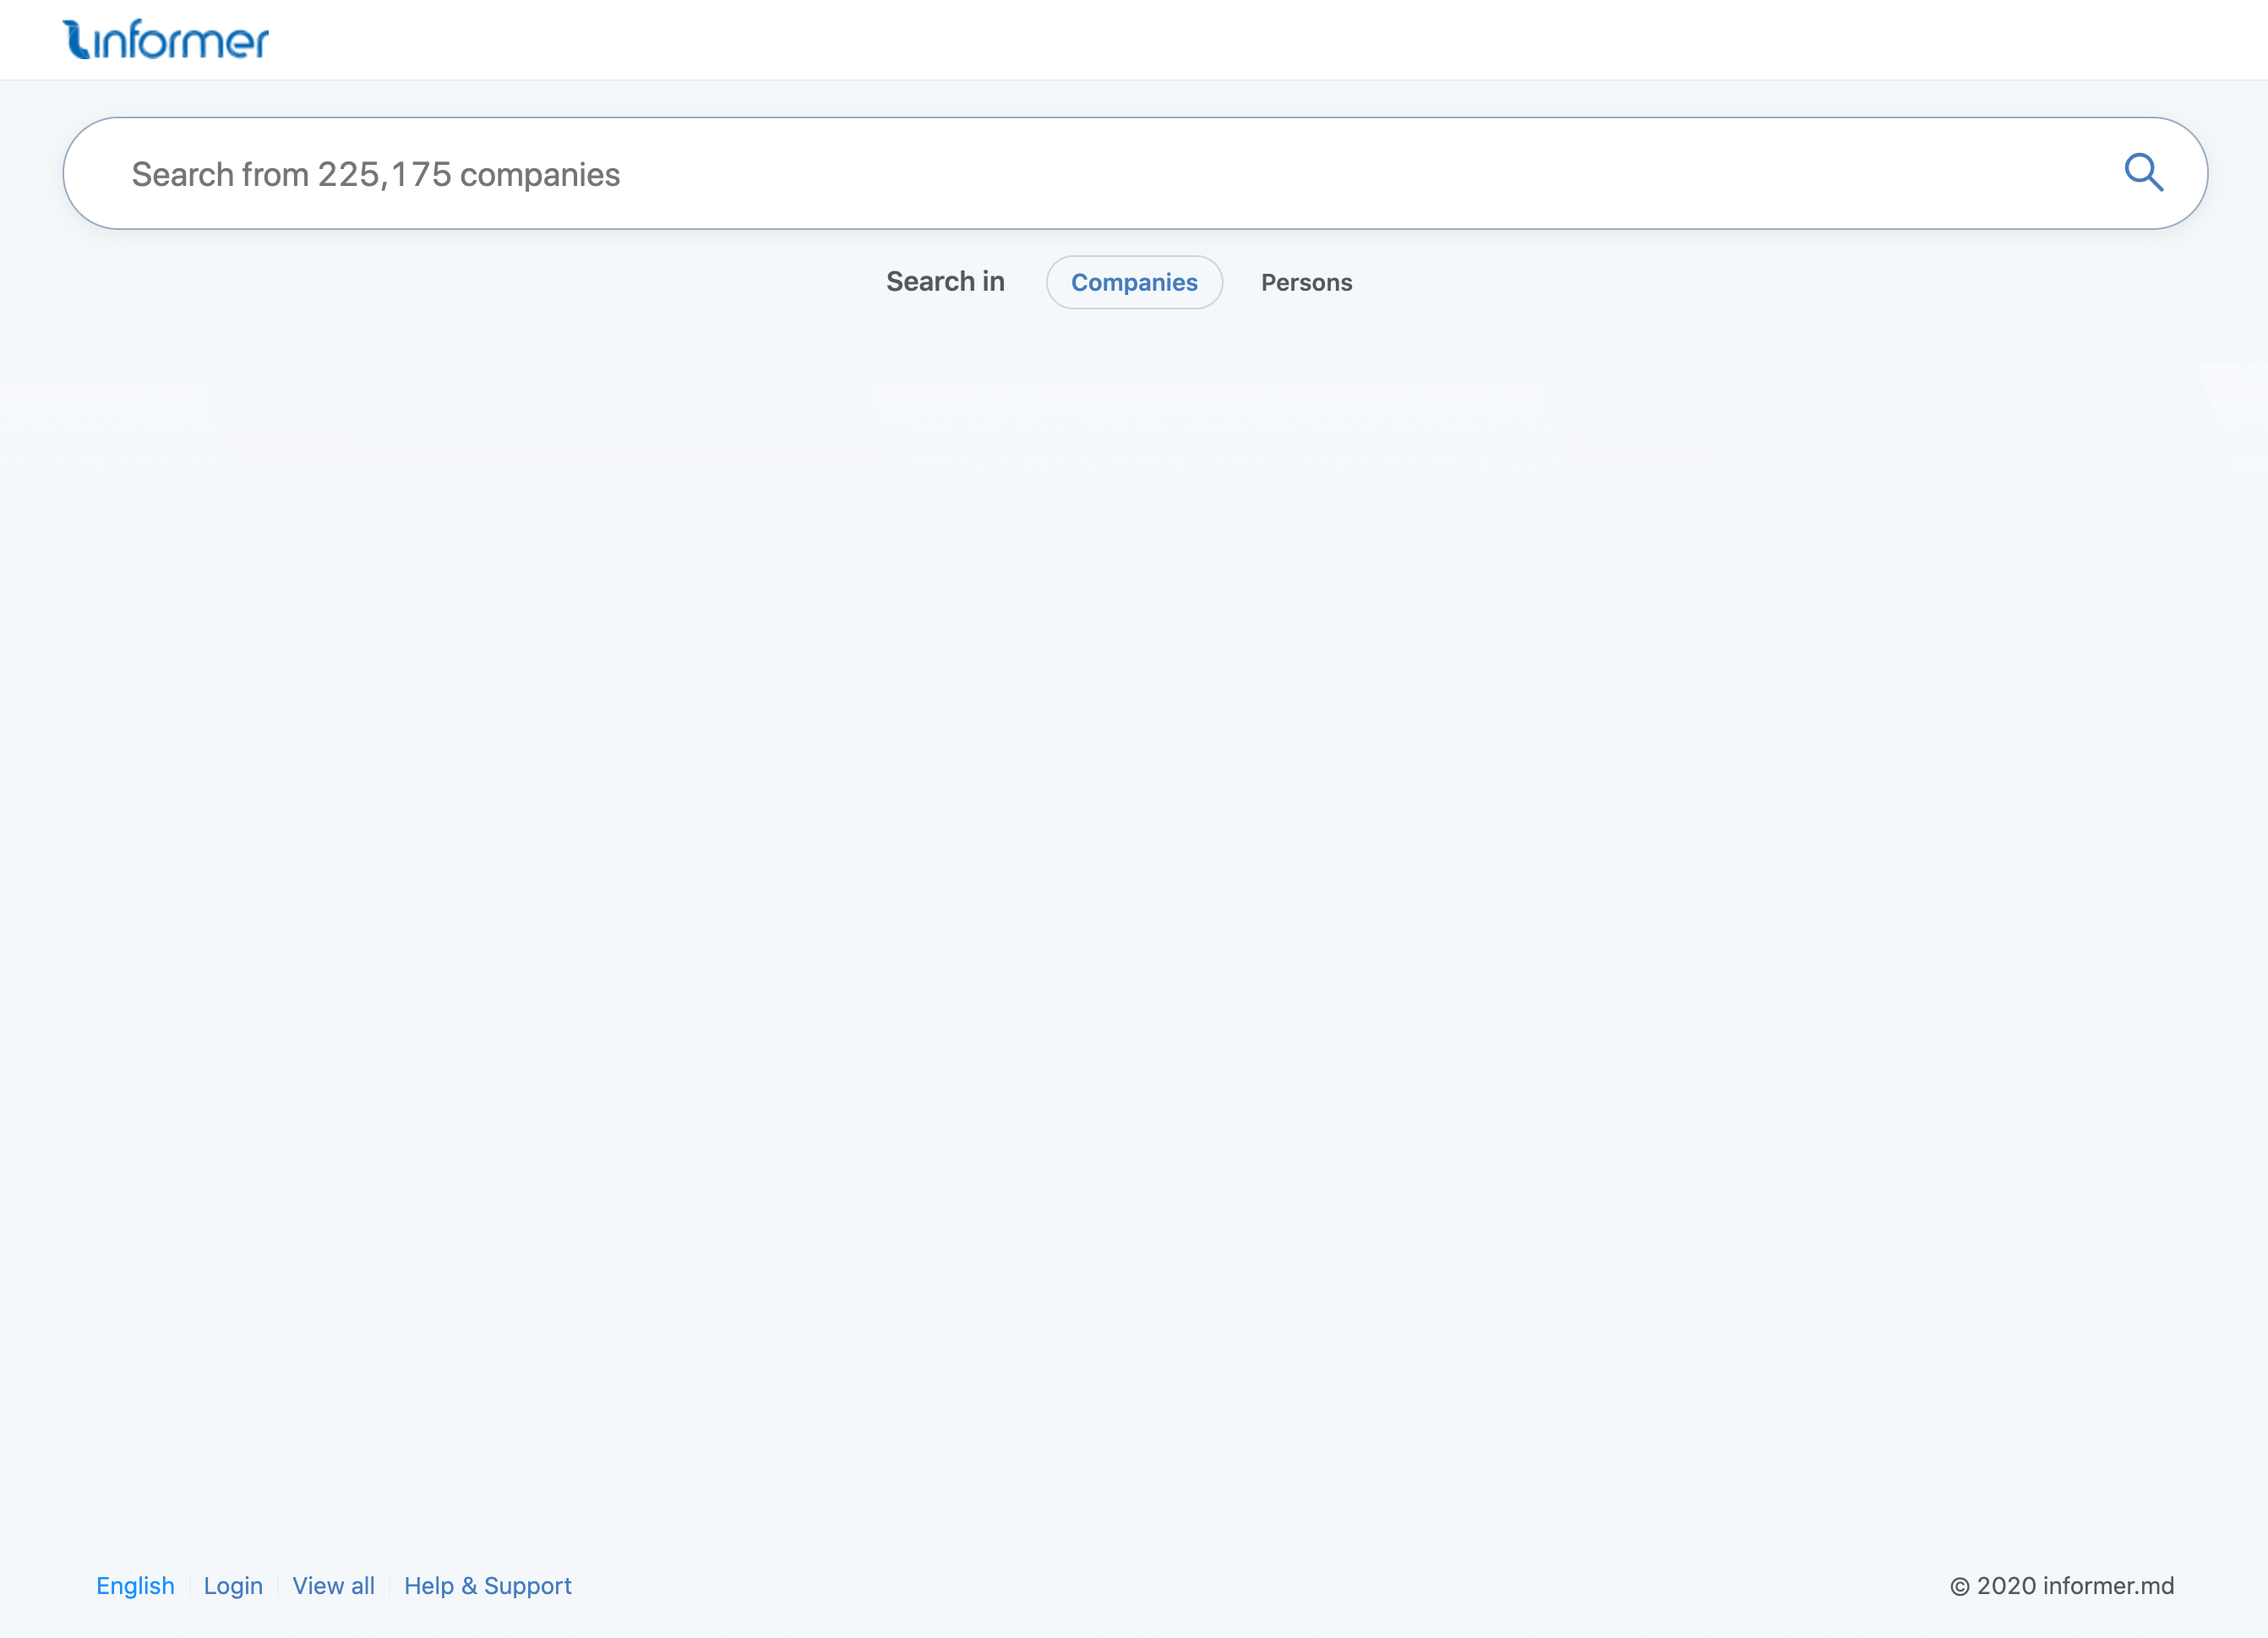 informer
Search from 225,175 companies
Search in Companies Persons
English Login View all Help & Support © 2020 informer.md